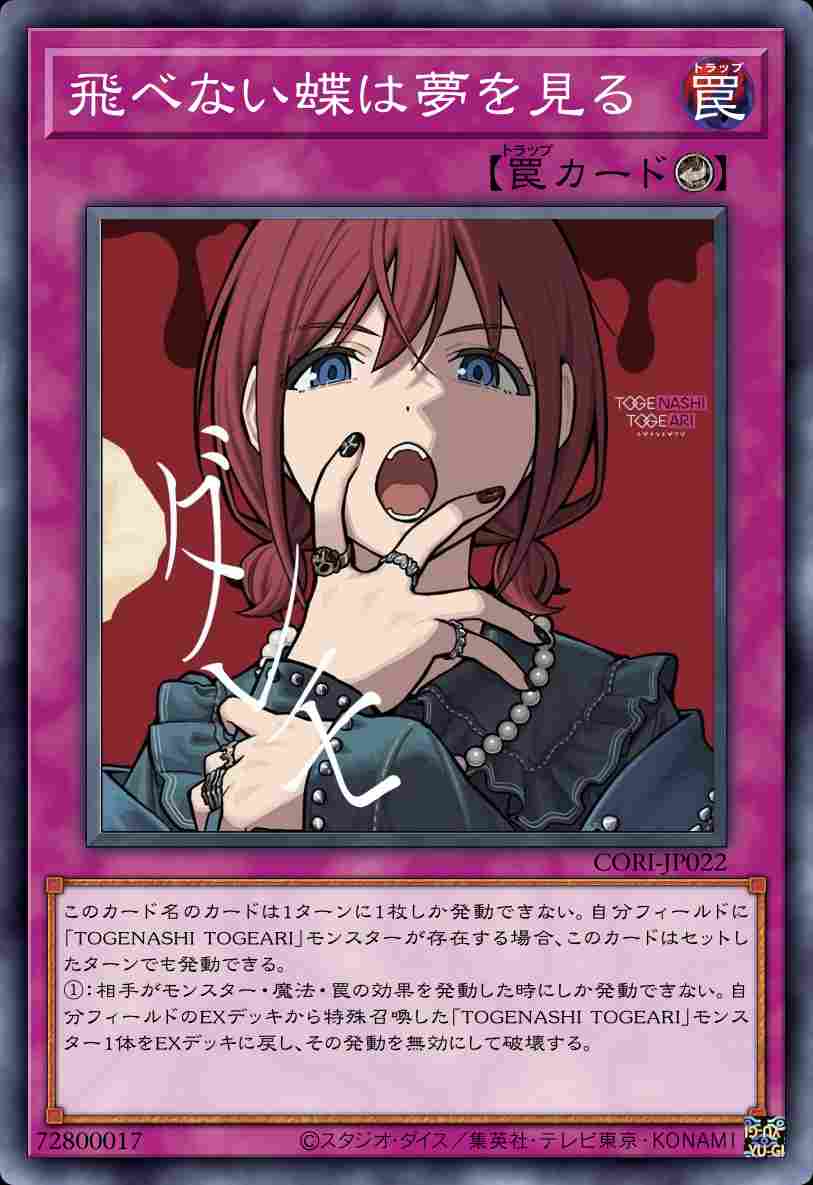 飛べない蝶は夢を見る
トラップ
罠
トラップ
【罠カード】
TOGENASHI
TOGEARI
ダレモ
CORI-JP022
このカード名のカードは1ターンに1枚しか発動できない。自分フィールドに
「TOGENASHI TOGEARI」モンスターが存在する場合、このカードはセットし
たターンでも発動できる。
①:相手がモンスター・魔法・罠の効果を発動した時にしか発動できない。自
分フィールドのEXデッキから特殊召喚した「TOGENASHI TOGEARI」モンス
ター1体をEXデッキに戻し、その発動を無効にして破壊する。
72800017
©スタジオ・ダイス/集英社・テレビ東京・KONAMI